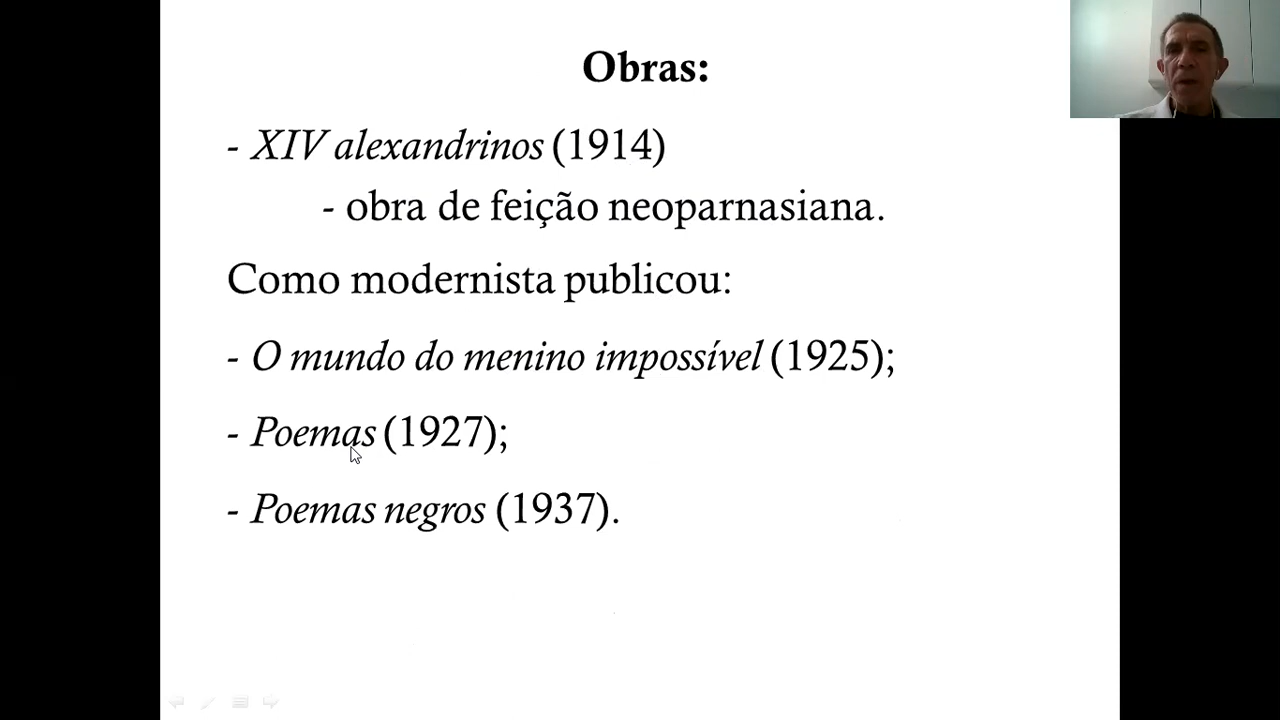 Obras:
- XIV alexandrinos (1914)
- obra de feição neoparnasiana.
Como modernista publicou:
- O mundo do menino impossível (1925);
- Poemas (1927);
- Poemas negros (1937).